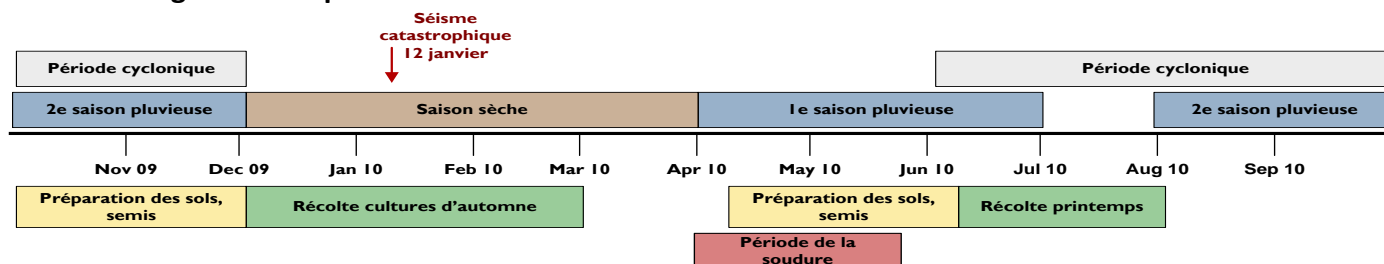 Séisme
catastrophique
12 janvier
Période cyclonique
Période cyclonique
2e saison pluvieuse
Saison sèche
1e saison pluvieuse
2e saison pluvieuse
Nov 09
Dec 09
Jan 10
Feb 10
Mar 10
Apr 10
May 10
Jun 10
Jul 10
Aug 10
Sep 10
Préparation des sols,
semis
Récolte cultures d'automne
Préparation des sols,
semis
Récolte printemps
Période de la
soudure